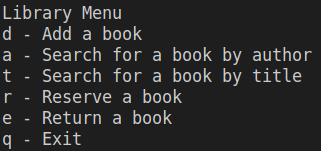 Library Menu
d - Add a book
a - Search for a book by author
t - Search for a book by title
r - Reserve a book
e - Return a book
q - Exit